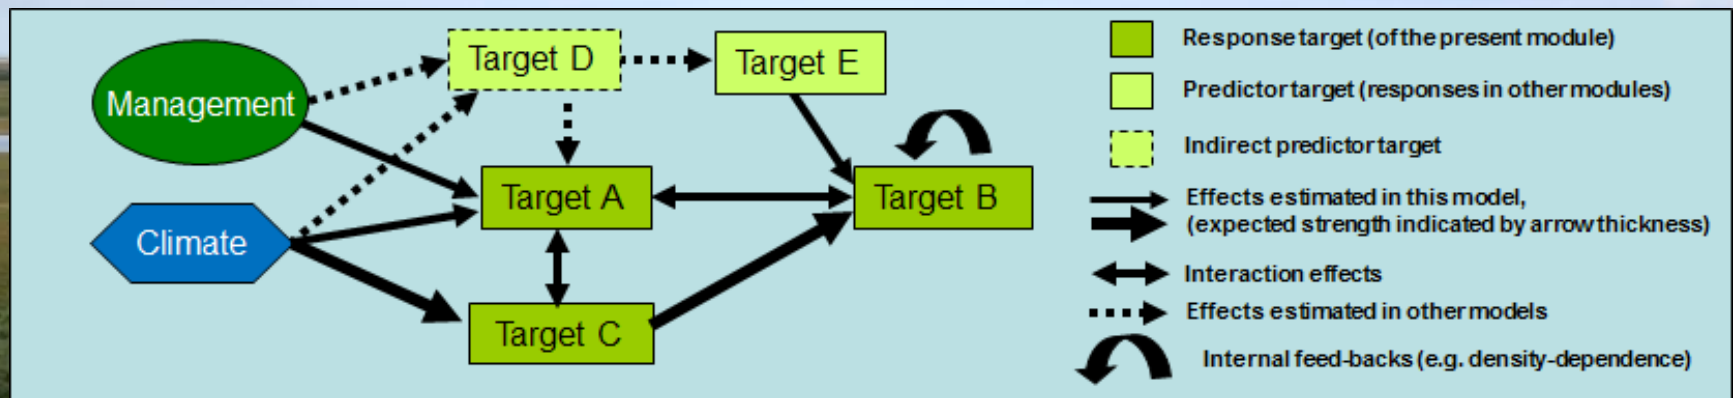 Management
Climate
Target D
Target E
Target A
Target B
Target C
Response target (of the present module)
Predictor target (responses in other modules)
Indirect predictor target
Effects estimated in this model,
(expected strength indicated by arrow thickness)
Interaction effects
Effects estimated in other models
Internal feed-backs (e.g. density-dependence)